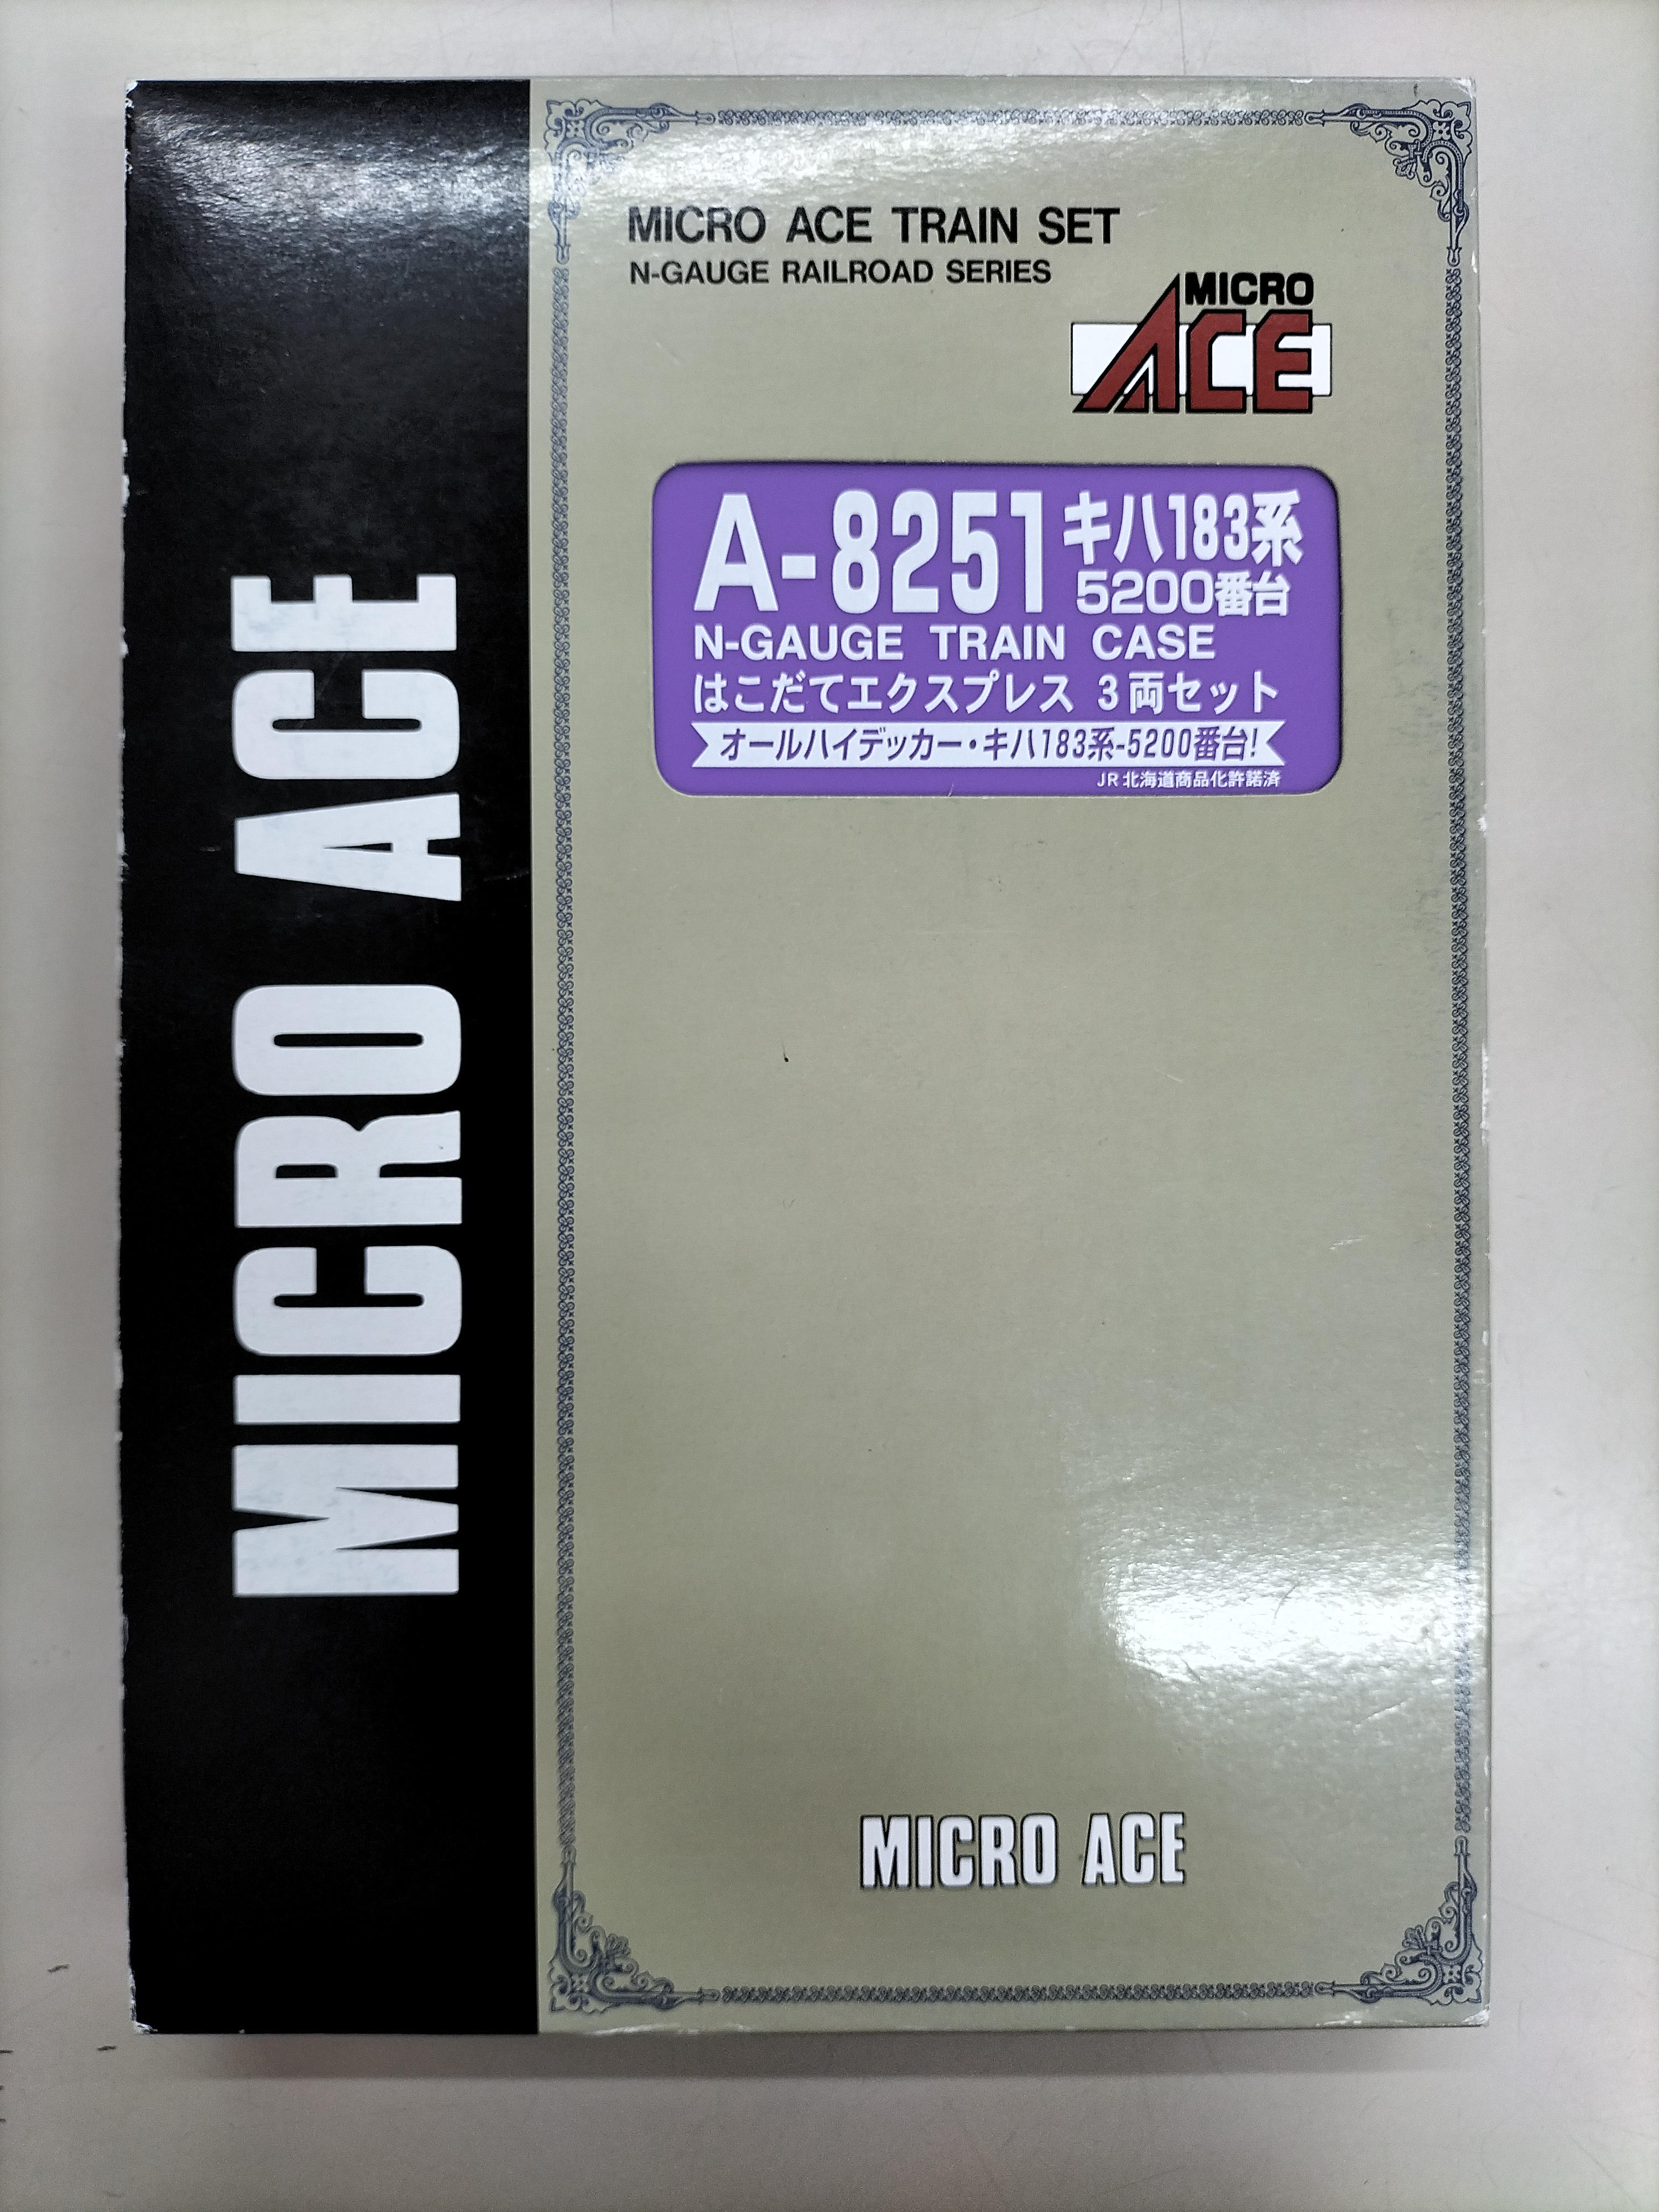 MICRO ACE
MICRO ACE TRAIN SET
N-GAUGE RAILROAD SERIES
MICRO
ACE
A-8251 キハ183系
5200番台
N-GAUGE TRAIN CASE
はこだてエクスプレス 3両セット
オールハイデッカー・キハ183系-5200番台!
JR北海道商品化許諾済
MICRO ACE